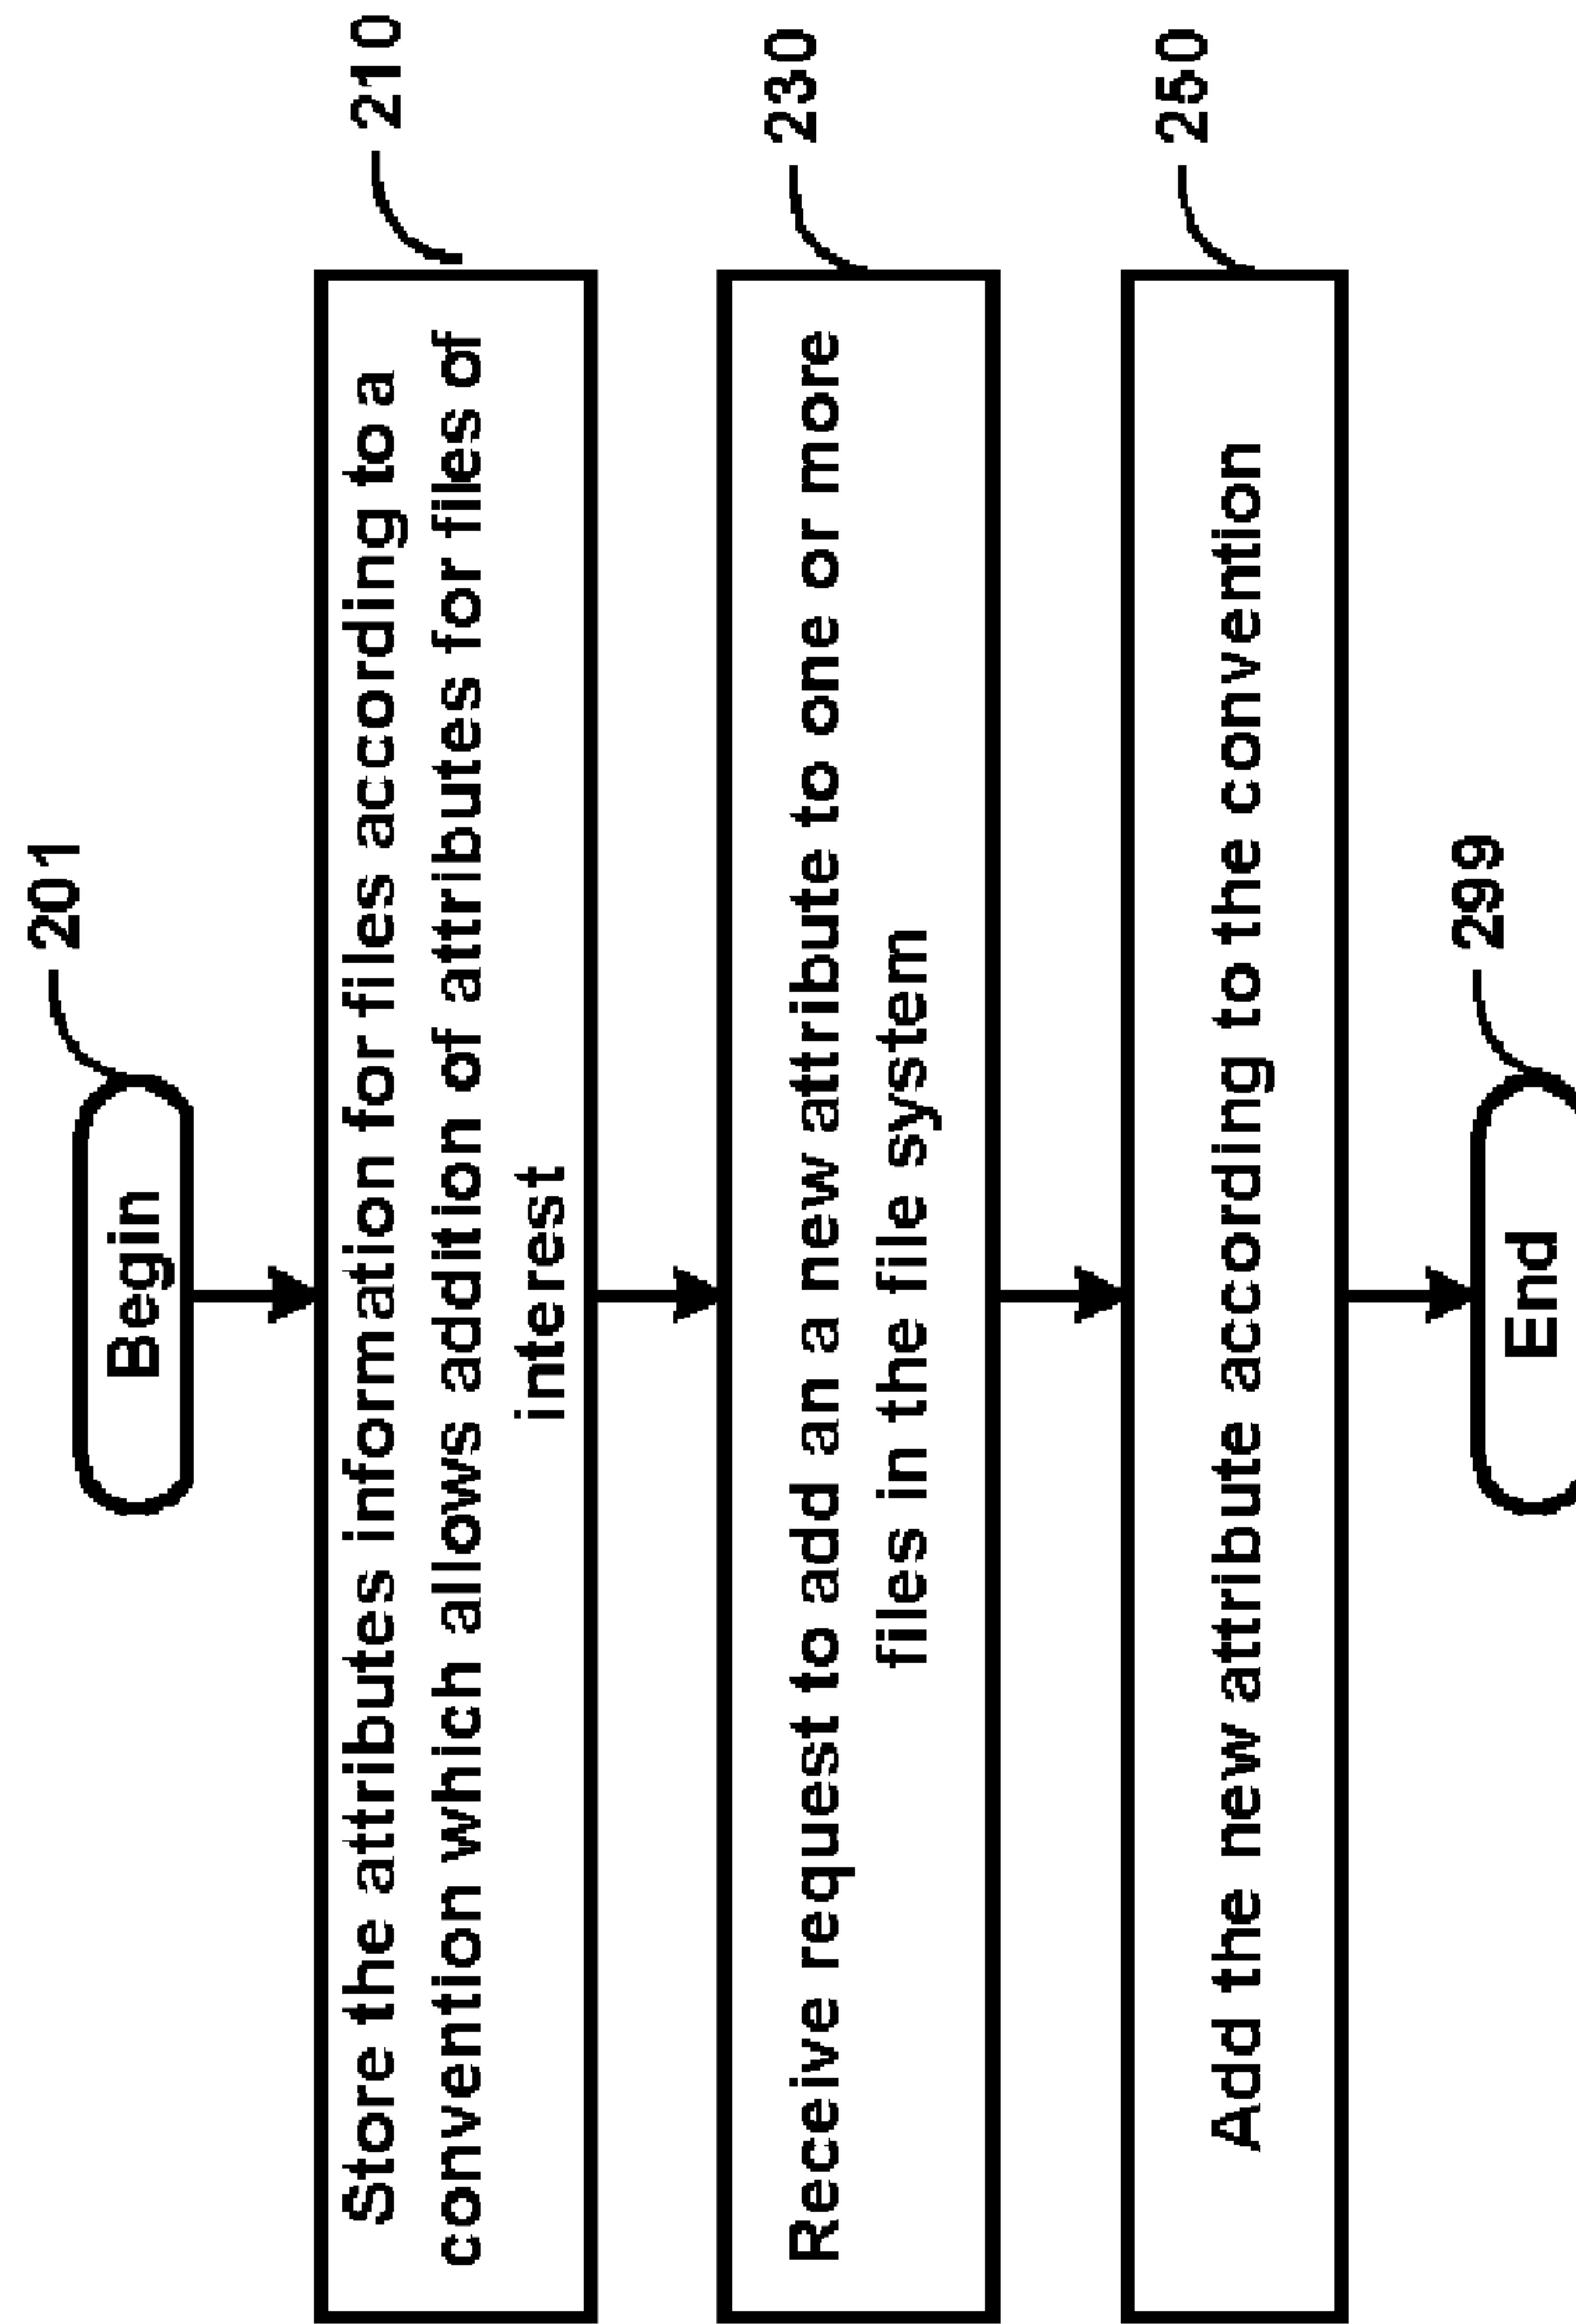 201
Begin
210
Store the attributes information for files according to a
convention which allows addition of attributes for files of
interest
230
Receive request to add an new attribute to one or more
files in the file system
250
Add the new attribute according to the convention
299
End